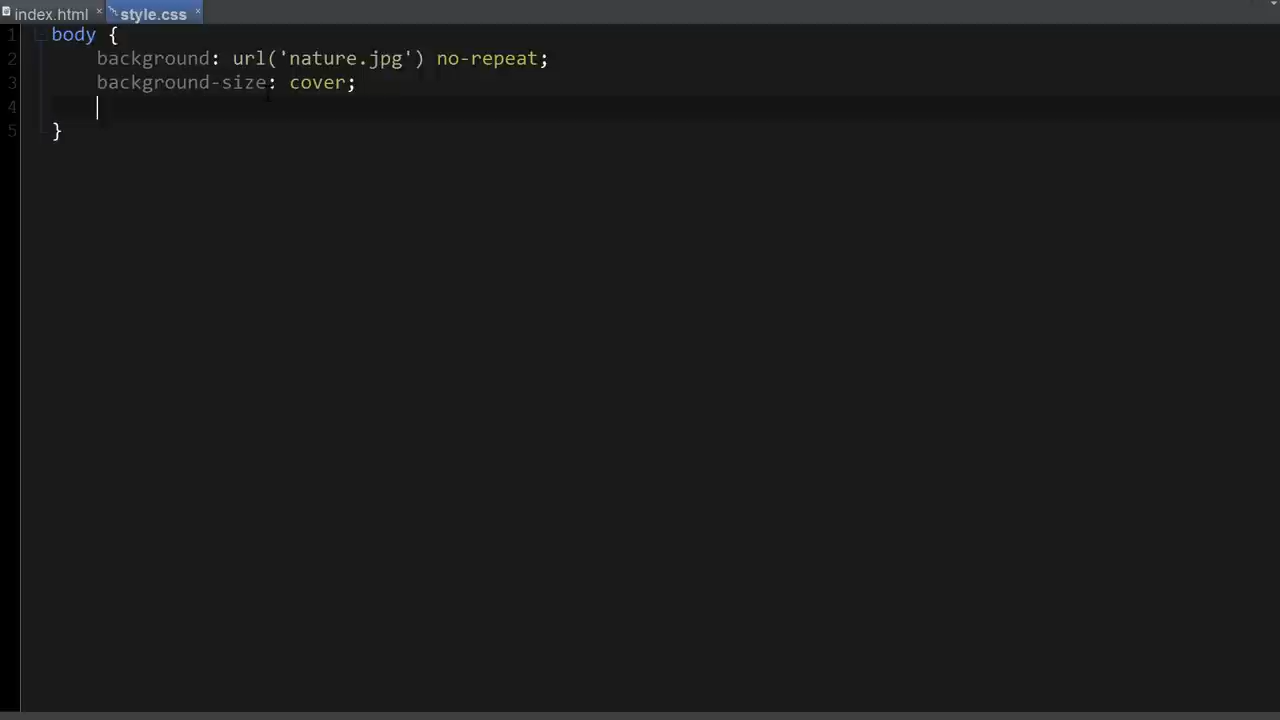 index.html × style.css ×
1 body {
2 background: url('nature.jpg') no-repeat;
3 background-size: cover;
4
5 }